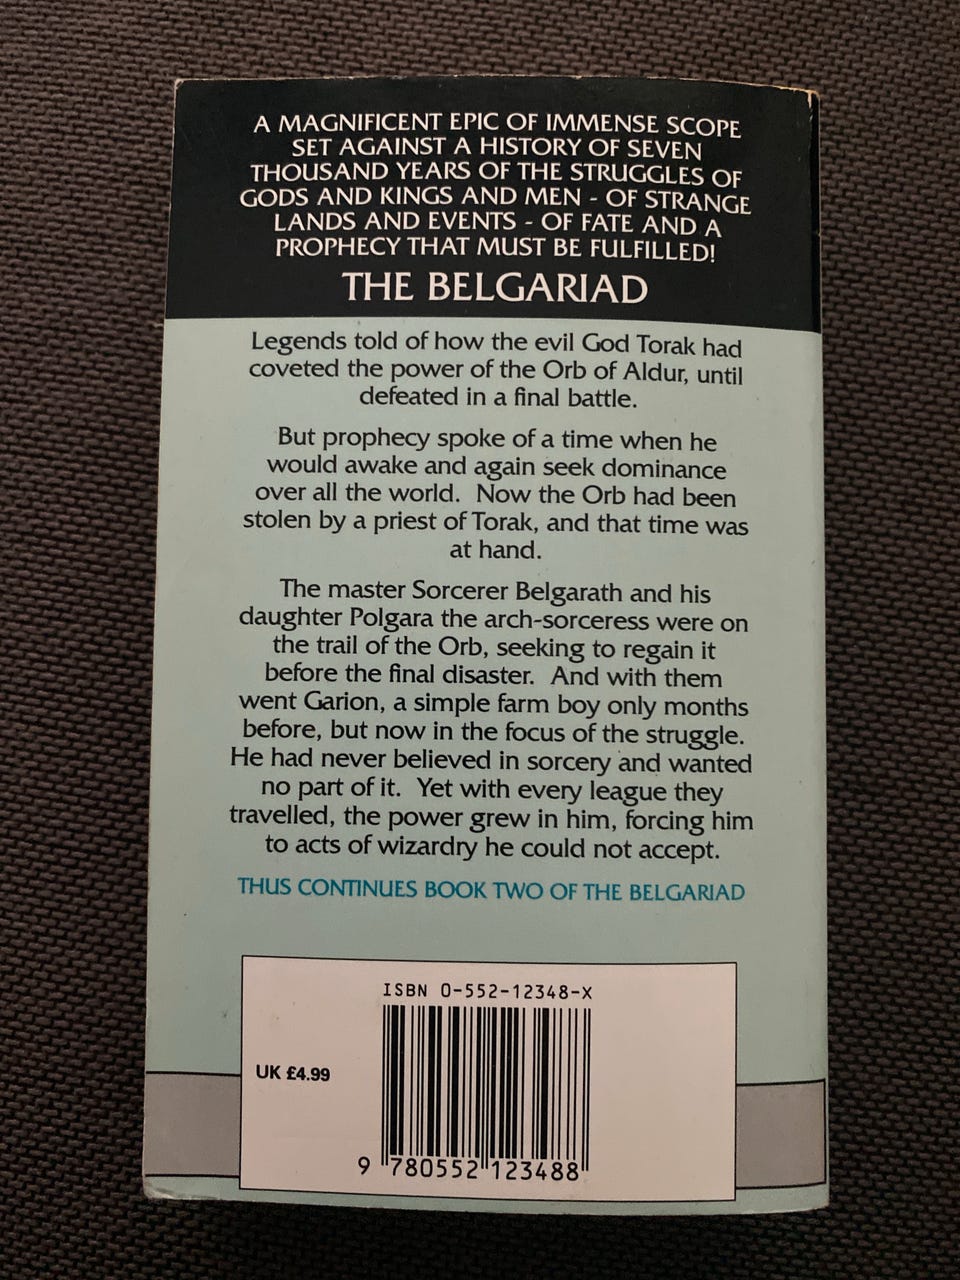 A MAGNIFICENT EPIC OF IMMENSE SCOPE
SET AGAINST A HISTORY OF SEVEN
THOUSAND YEARS OF THE STRUGGLES OF
GODS AND KINGS AND MEN - OF STRANGE
LANDS AND EVENTS - OF FATE AND A
PROPHECY THAT MUST BE FULFILLED!
THE BELGARIAD
Legends told of how the evil God Torak had
coveted the power of the Orb of Aldur, until
defeated in a final battle.
But prophecy spoke of a time when he
would awake and again seek dominance
over all the world. Now the Orb had been
stolen by a priest of Torak, and that time was
at hand.
The master Sorcerer Belgarath and his
daughter Polgara the arch-sorceress were on
the trail of the Orb, seeking to regain it
before the final disaster. And with them
went Garion, a simple farm boy only months
before, but now in the focus of the struggle.
He had never believed in sorcery and wanted
no part of it. Yet with every league they
travelled, the power grew in him, forcing him
to acts of wizardry he could not accept.
THUS CONTINUES BOOK TWO OF THE BELGARIAD
ISBN 0-552-12348-X
UK £4.99
9 780552 123488